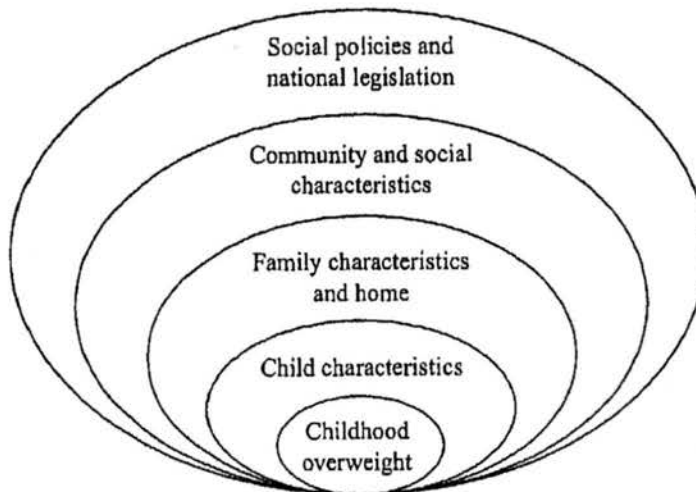 Social policies and
national legislation
Community and social
characteristics
Family characteristics
and home
Child characteristics
Childhood
overweight